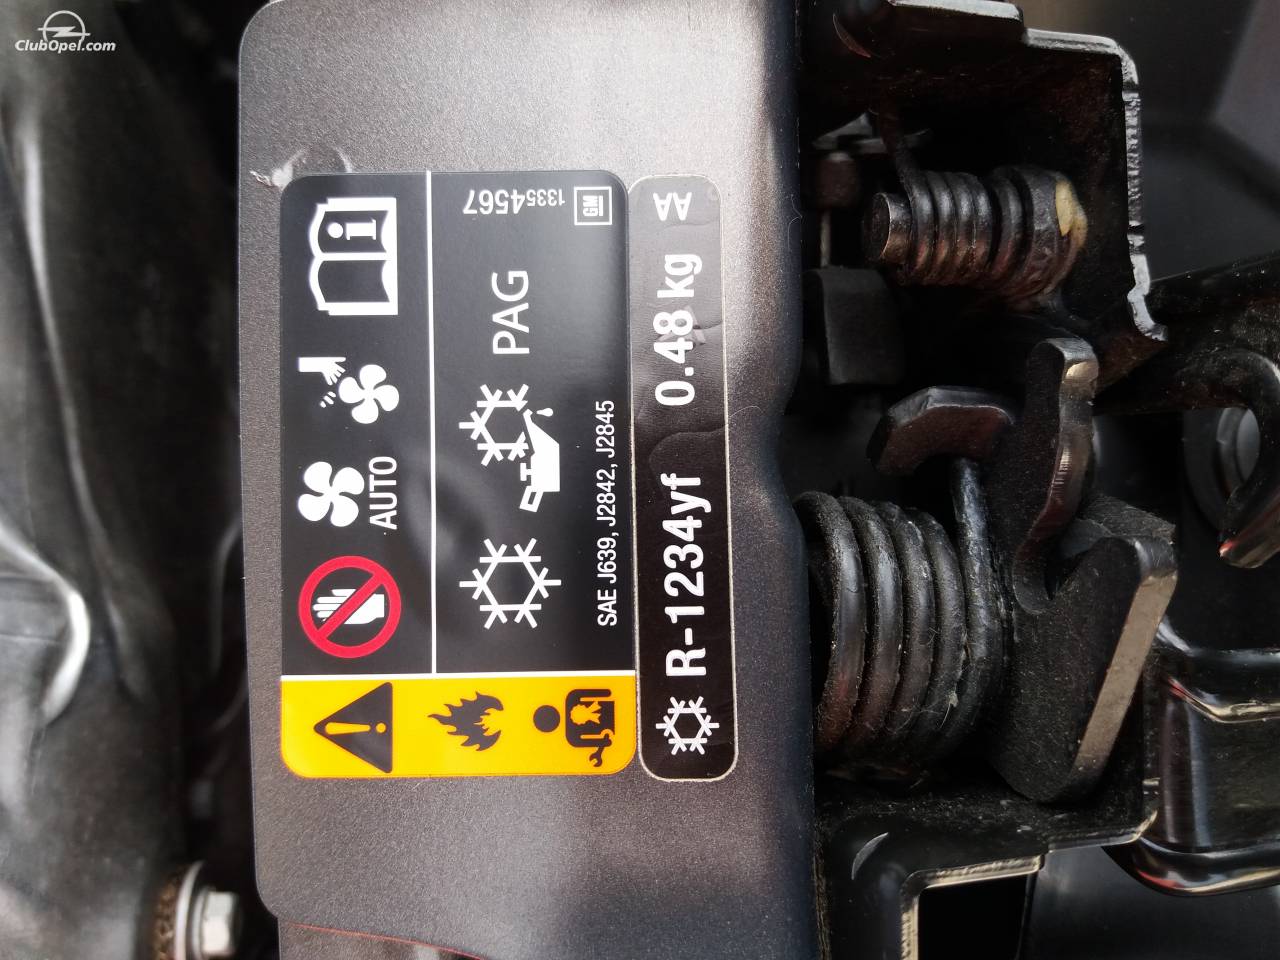 ClubOpel.com
AUTO
PAG
GM
13354567
SAE J639, J2842, J2845
R-1234yf 0.48 kg AA